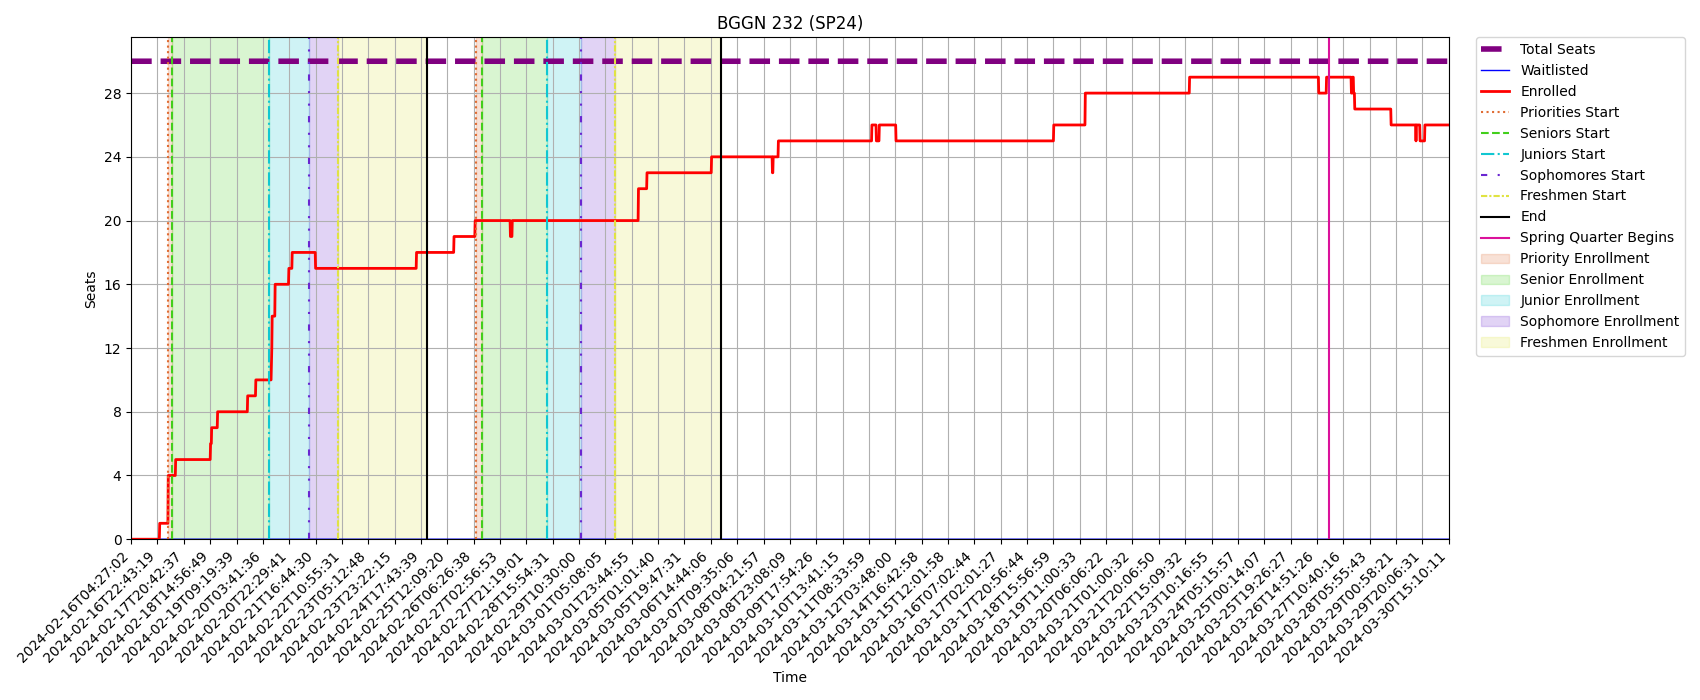 BGGN 232 (SP24)
Total Seats
Waitlisted
Enrolled
Priorities Start
Seniors Start
Juniors Start
Sophomores Start
Freshmen Start
End
Spring Quarter Begins
Priority Enrollment
Senior Enrollment
Junior Enrollment
Sophomore Enrollment
Freshmen Enrollment
Seats
28
24
20
16
12
8
4
0
2024-02-16T04:27:02
2024-02-16T22:43:19
2024-02-17T20:42:37
2024-02-18T14:56:49
2024-02-19T09:19:39
2024-02-20T03:41:36
2024-02-20T22:29:41
2024-02-21T16:44:30
2024-02-22T10:55:31
2024-02-23T05:12:48
2024-02-23T23:22:15
2024-02-24T17:43:39
2024-02-25T12:09:20
2024-02-26T06:26:38
2024-02-27T02:56:53
2024-02-27T21:19:01
2024-02-28T15:54:31
2024-02-29T10:30:00
2024-03-01T05:08:05
2024-03-01T23:44:55
2024-03-05T01:01:40
2024-03-05T19:47:31
2024-03-06T14:44:06
2024-03-07T09:35:06
2024-03-08T04:21:57
2024-03-08T23:08:09
2024-03-09T17:54:26
2024-03-10T13:41:15
2024-03-11T08:33:59
2024-03-12T03:48:00
2024-03-14T16:42:58
2024-03-15T12:01:58
2024-03-16T07:02:44
2024-03-17T02:01:27
2024-03-17T20:56:44
2024-03-18T15:56:59
2024-03-19T11:00:33
2024-03-20T06:06:22
2024-03-21T01:00:32
2024-03-21T20:06:50
2024-03-22T15:09:32
2024-03-23T10:16:55
2024-03-24T05:15:57
2024-03-25T00:14:07
2024-03-25T19:26:27
2024-03-26T14:51:26
2024-03-27T10:40:16
2024-03-28T05:55:43
2024-03-29T00:58:21
2024-03-29T20:06:31
2024-03-30T15:10:11
Time